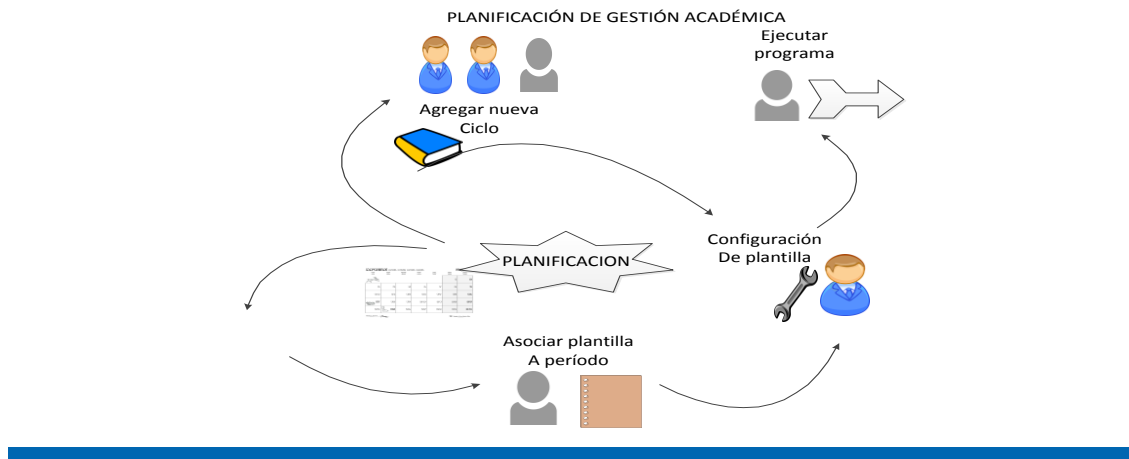 PLANIFICACIÓN DE GESTIÓN ACADÉMICA
Ejecutar
programa
Agregar nueva
Ciclo
Configuración
De plantilla
PLANIFICACION
Asociar plantilla
A período